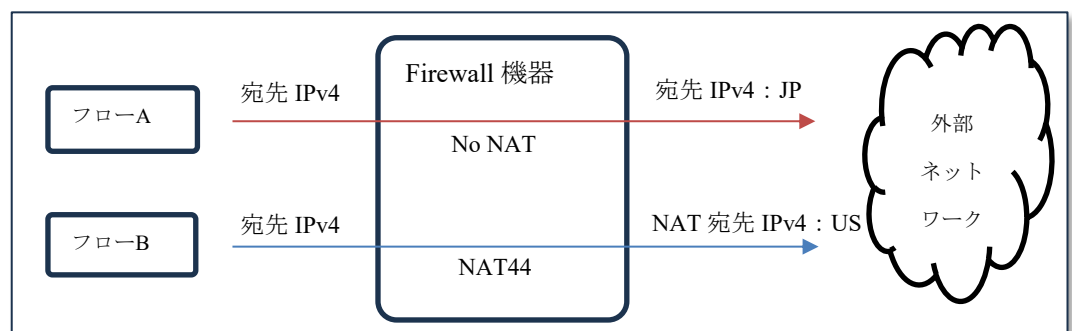 Firewall 機器
フローA
宛先 IPv4
宛先 IPv4：JP
No NAT
フローB
宛先 IPv4
NAT 宛先 IPv4：US
NAT44
外部
ネット
ワーク